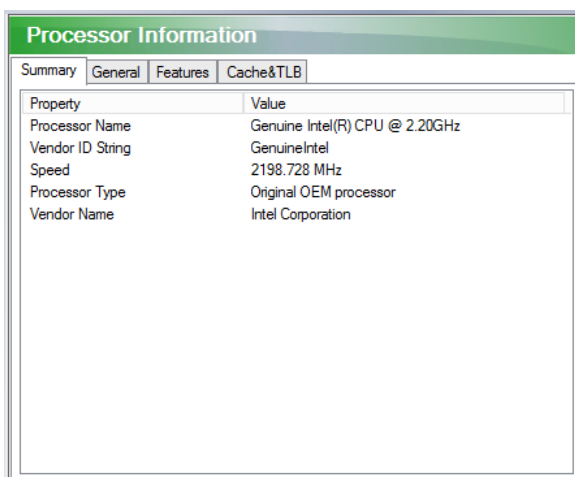 Processor Information
Summary General Features Cache&TLB
Property Value
Processor Name Genuine Intel(R) CPU @ 2.20GHz
Vendor ID String GenuineIntel
Speed 2198.728 MHz
Processor Type Original OEM processor
Vendor Name Intel Corporation